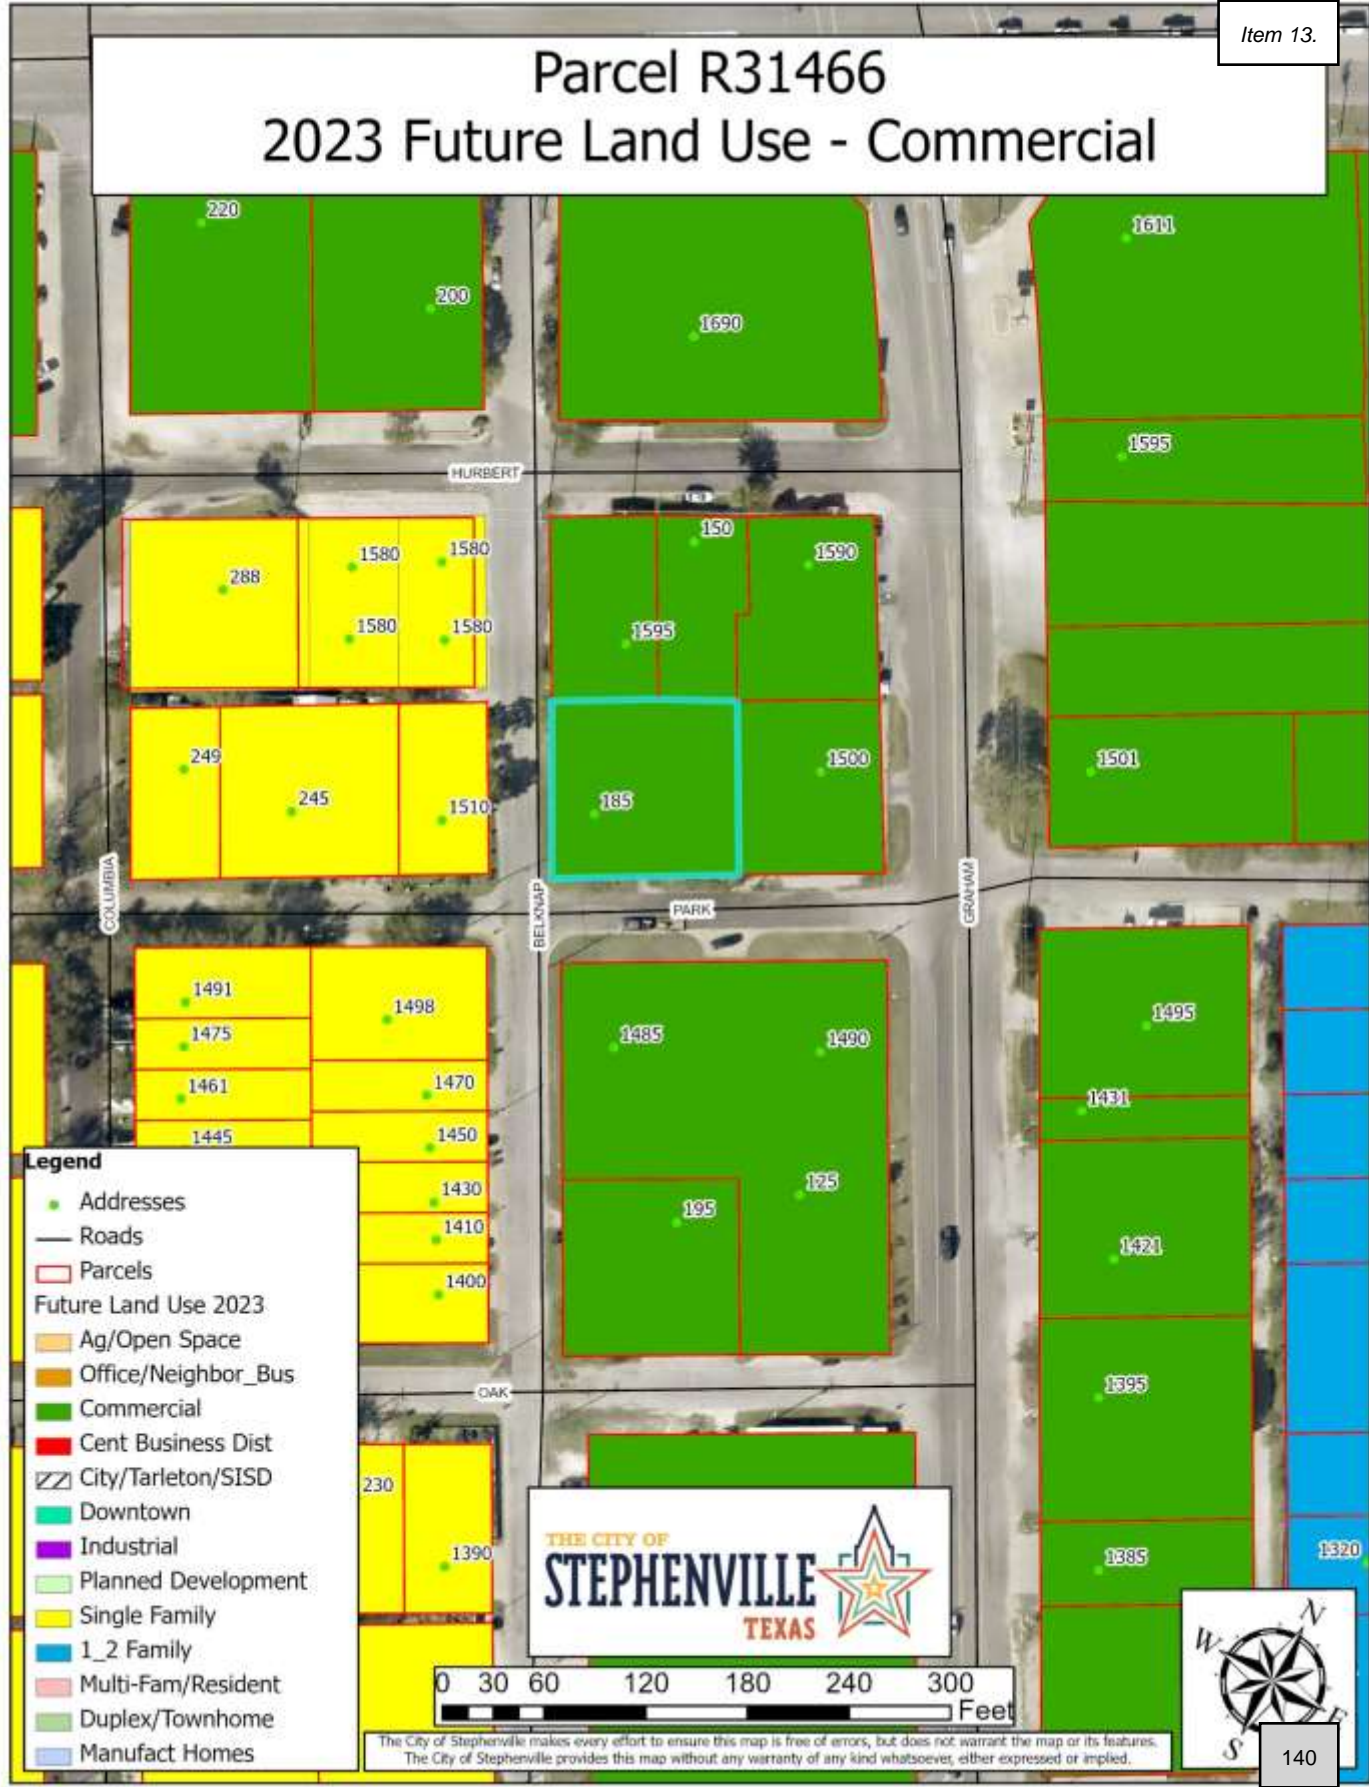 Item 13.
Parcel R31466
2023 Future Land Use - Commercial
220
200
1690
1611
1595
HURBERT
288
1580
1580
1580
1580
150
1590
1595
249
245
1510
185
1500
1501
COLUMBIA
BELKNAP
PARK
GRAHAM
1491
1475
1461
1445
1498
1470
1450
1430
1410
1400
1485
1490
195
125
1495
1431
1421
1395
1385
1320
OAK
230
1390
Legend
Addresses
Roads
Parcels
Future Land Use 2023
Ag/Open Space
Office/Neighbor_Bus
Commercial
Cent Business Dist
City/Tarleton/SISD
Downtown
Industrial
Planned Development
Single Family
1_2 Family
Multi-Fam/Resident
Duplex/Townhome
Manufact Homes
THE CITY OF
STEPHENVILLE
TEXAS
0 30 60 120 180 240 300
Feet
The City of Stephenville makes every effort to ensure this map is free of errors, but does not warrant the map or its features.
The City of Stephenville provides this map without any warranty of any kind whatsoever, either expressed or implied.
N
W
E
S
140